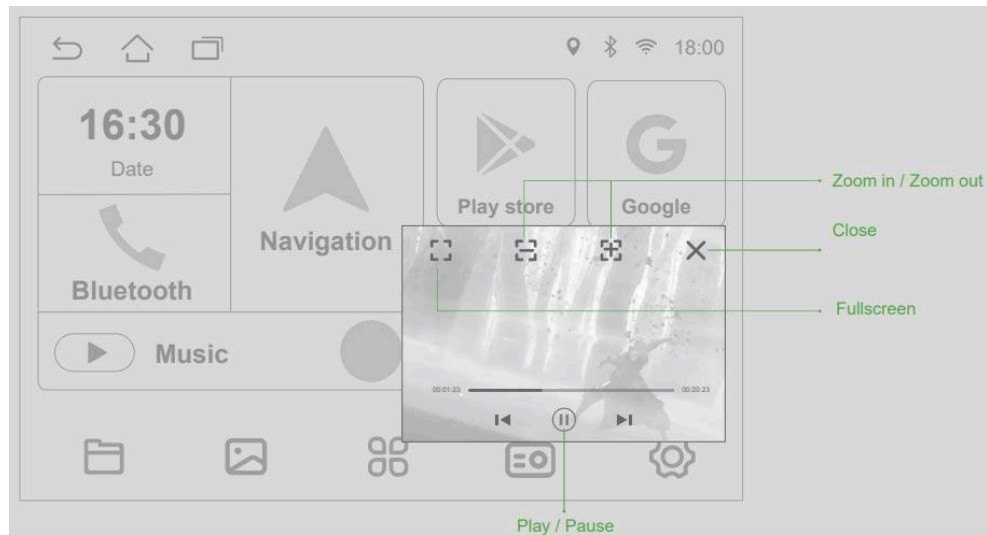 18:00
16:30
Date
Play store
Google
Zoom in / Zoom out
Navigation
Close
Bluetooth
Fullscreen
Music
00:01:23
00:20:23
Play / Pause